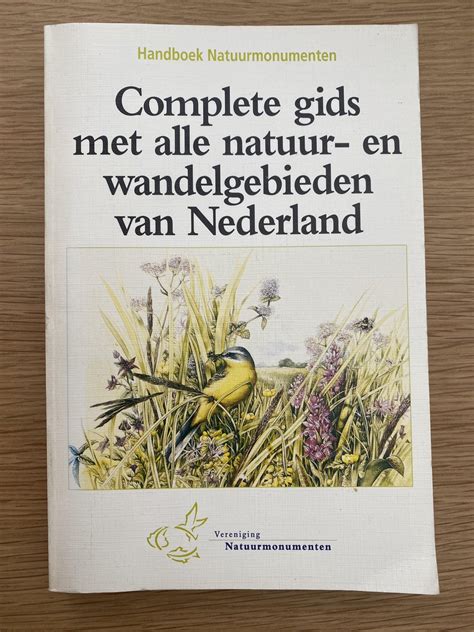 Handboek Natuurmonumenten
Complete gids
met alle natuur- en
wandelgebieden
van Nederland
Vereniging
Natuurmonumenten